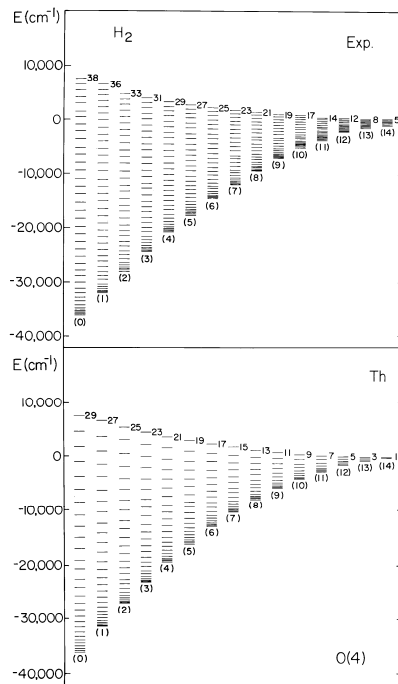 E(cm⁻¹) H₂ Exp.
10,000
38 36 33 31 29 27 25 23 21 19 17 14 12 8 5
0
-10,000
-20,000
-30,000
-40,000
(0) (1) (2) (3) (4) (5) (6) (7) (8) (9) (10) (11) (12) (13) (14)
E(cm⁻¹) Th
10,000
29 27 25 23 21 19 17 15 13 11 9 7 5 3 1
0
-10,000
-20,000
-30,000
-40,000
(0) (1) (2) (3) (4) (5) (6) (7) (8) (9) (10) (11) (12) (13) (14)
O(4)